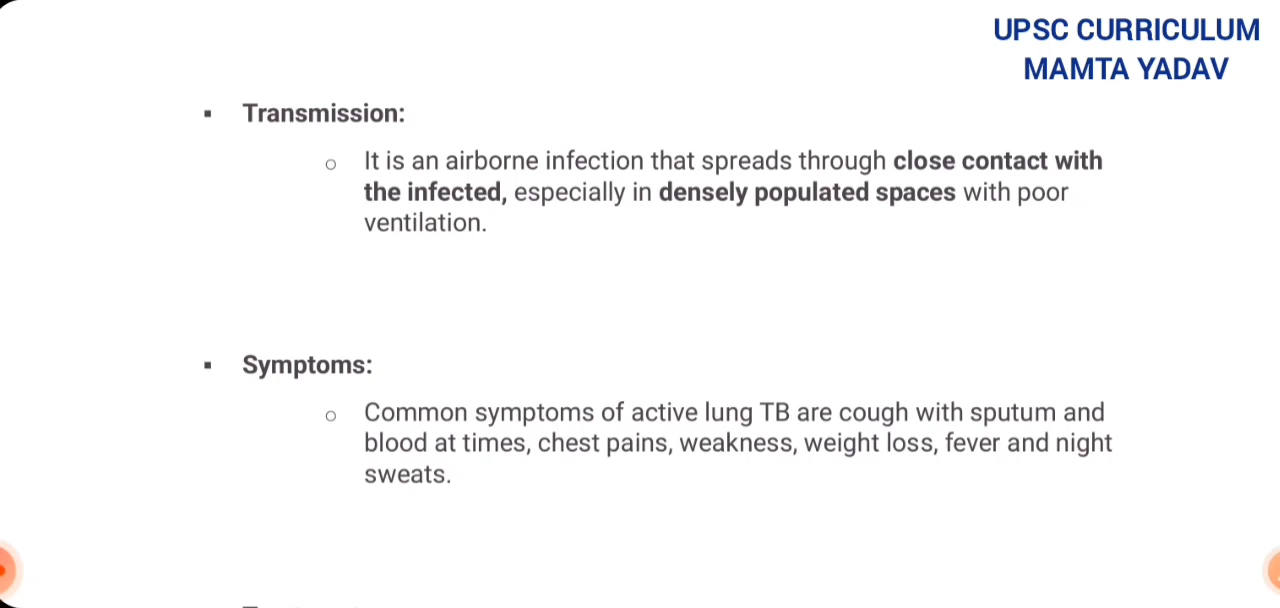 UPSC CURRICULUM
MAMTA YADAV
▪ Transmission:
o It is an airborne infection that spreads through close contact with
the infected, especially in densely populated spaces with poor
ventilation.
▪ Symptoms:
o Common symptoms of active lung TB are cough with sputum and
blood at times, chest pains, weakness, weight loss, fever and night
sweats.